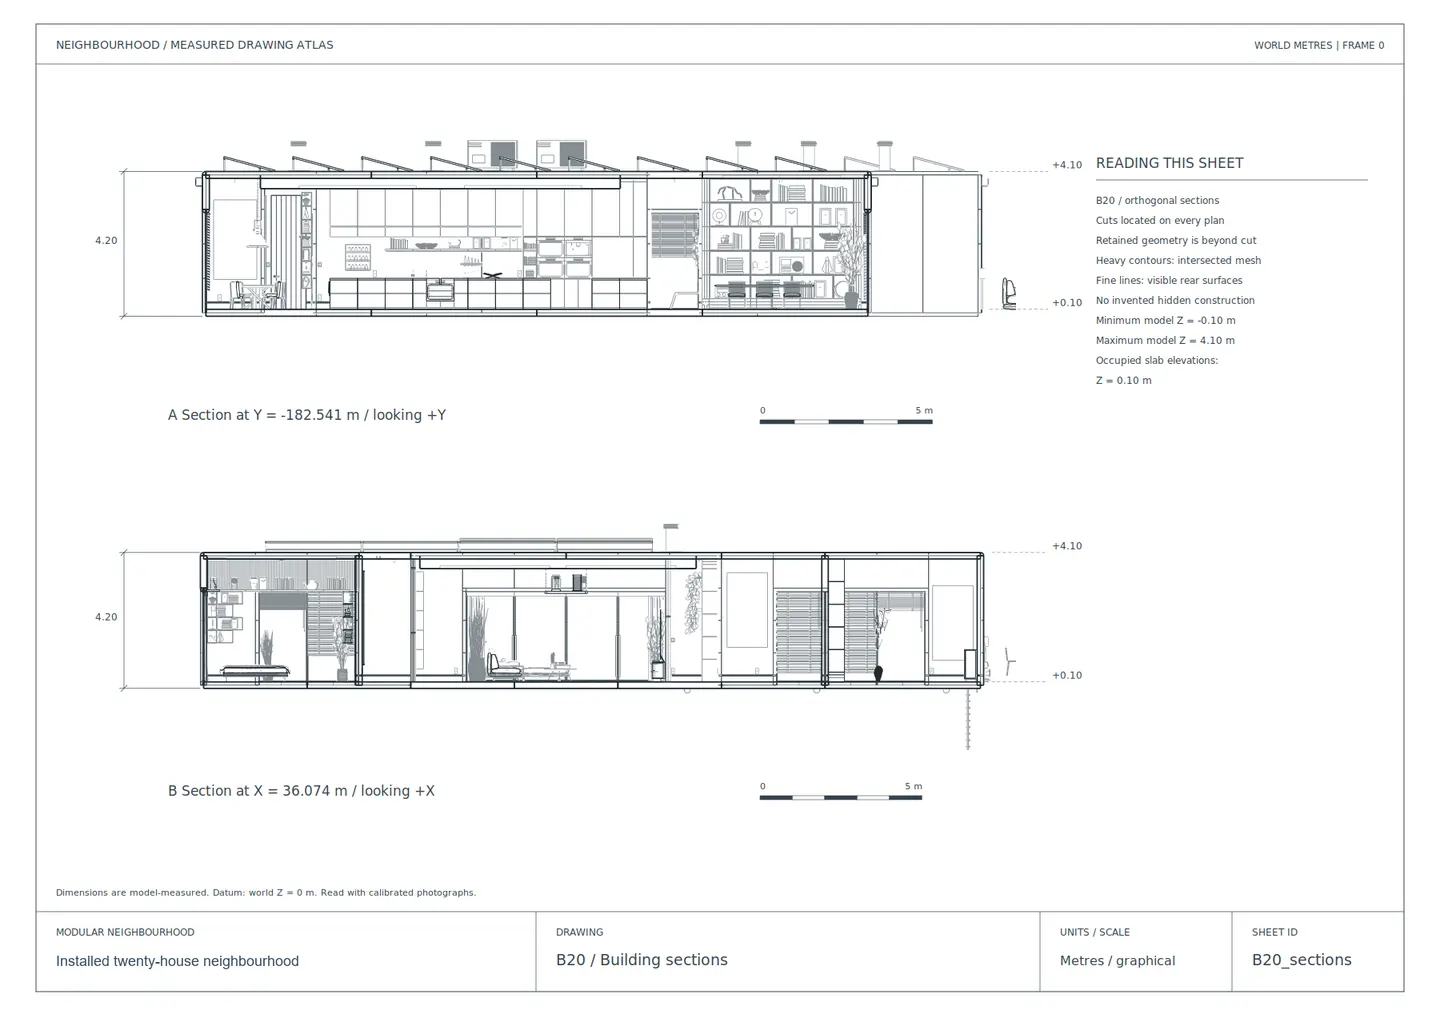 NEIGHBOURHOOD / MEASURED DRAWING ATLAS
WORLD METRES | FRAME 0
+4.10
READING THIS SHEET
B20 / orthogonal sections
Cuts located on every plan
4.20
Retained geometry is beyond cut
Heavy contours: intersected mesh
Fine lines: visible rear surfaces
+0.10
No invented hidden construction
Minimum model Z = -0.10 m
Maximum model Z = 4.10 m
Occupied slab elevations:
Z = 0.10 m
A Section at Y = -182.541 m / looking +Y
0
5 m
+4.10
4.20
+0.10
B Section at X = 36.074 m / looking +X
0
5 m
Dimensions are model-measured. Datum: world Z = 0 m. Read with calibrated photographs.
MODULAR NEIGHBOURHOOD
Installed twenty-house neighbourhood
DRAWING
B20 / Building sections
UNITS / SCALE
Metres / graphical
SHEET ID
B20_sections